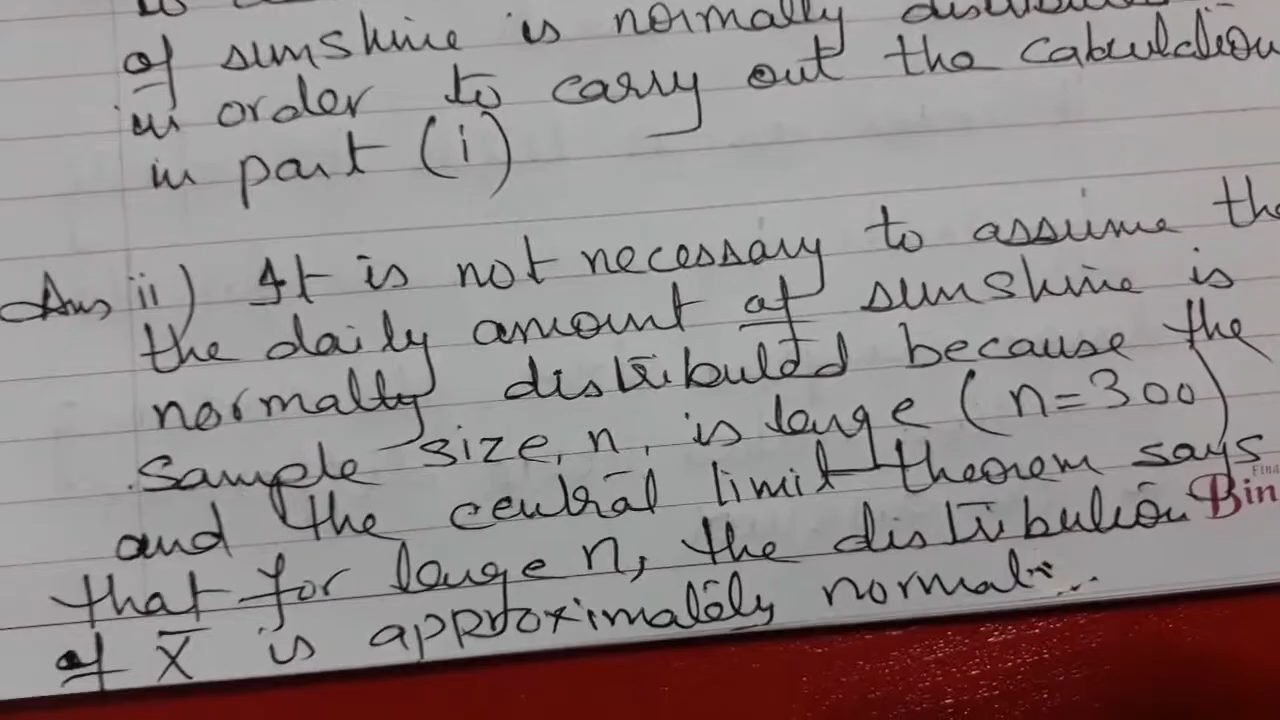 of sunshine is normally
in order to carry out the calculation
in part (i)
Ans ii) It is not necessary to assume
the daily amount of sunshine is
normally distributed because the
Sample size, n, is large (n=300)
and the central limit theorem says
that for large n, the distribution
of X̄ is approximately normal.
Bin